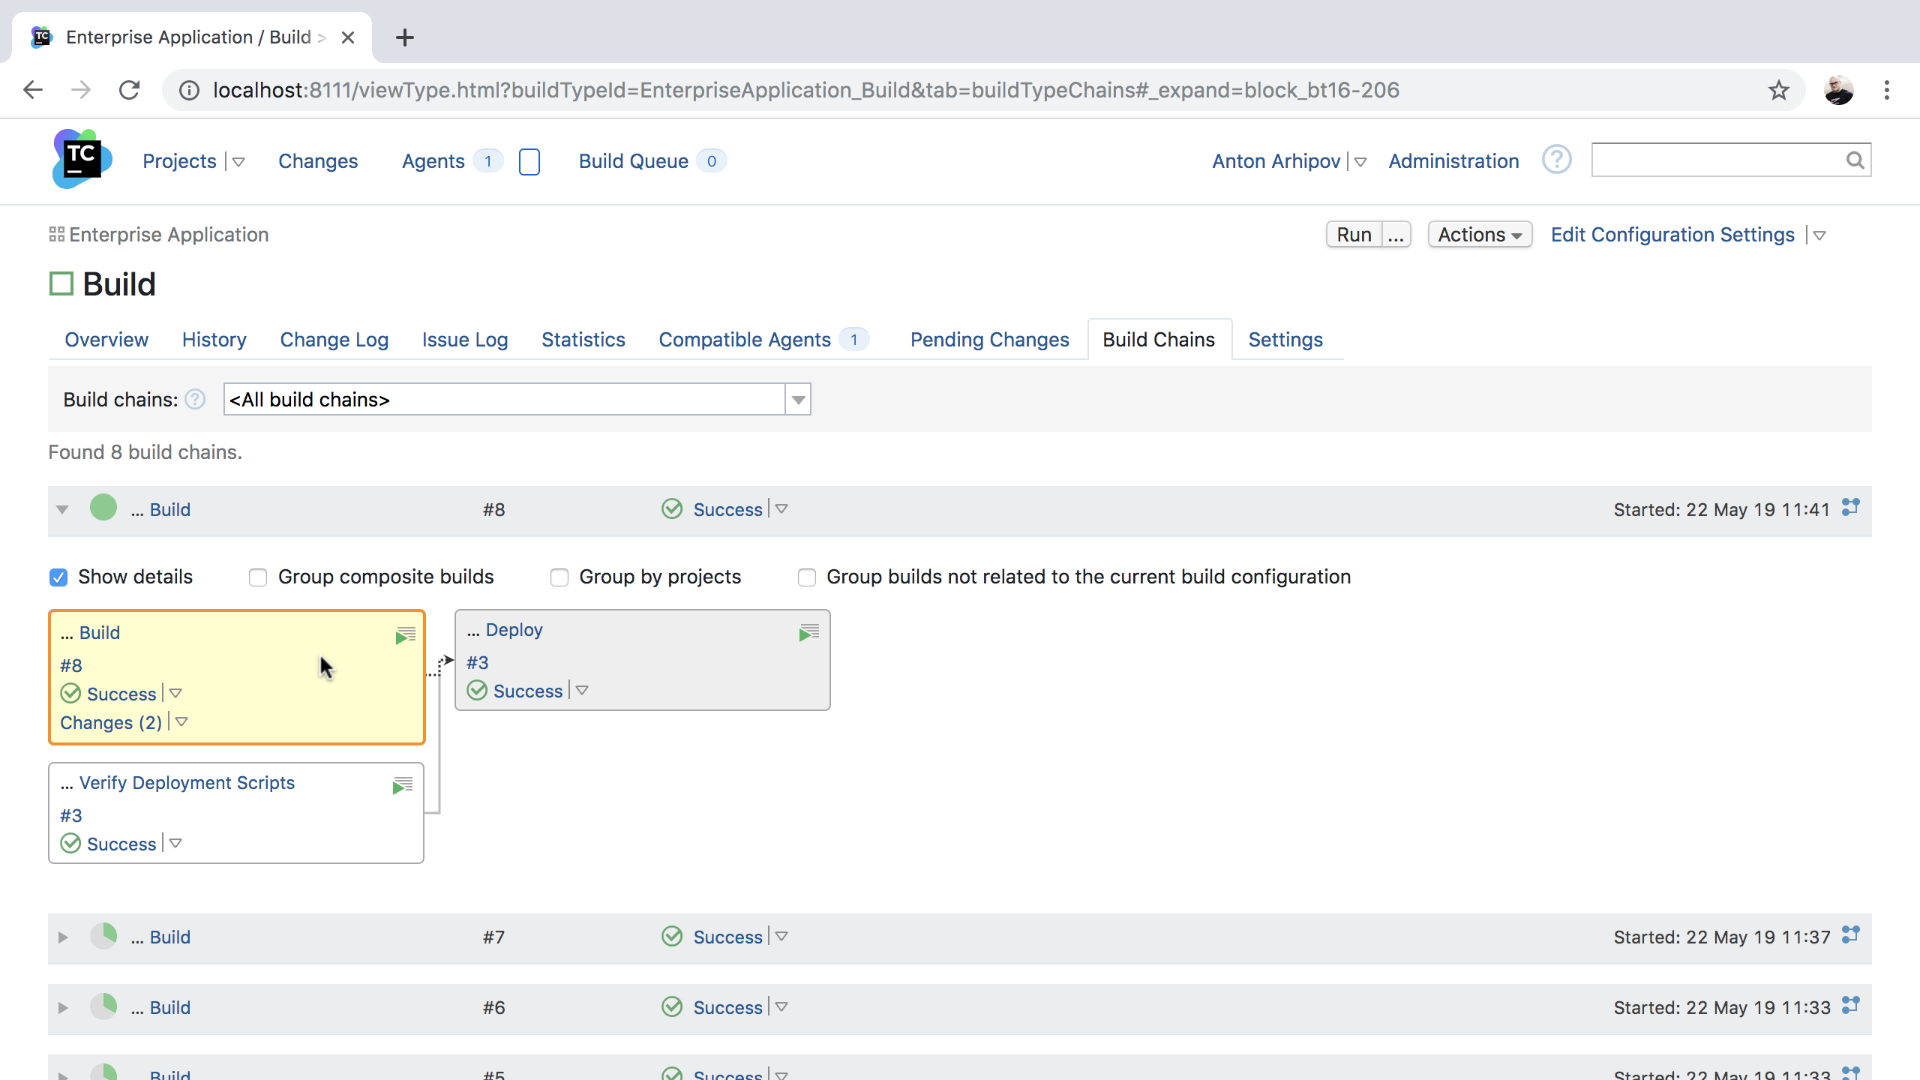 Enterprise Application / Build >
localhost:8111/viewType.html?buildTypeId=EnterpriseApplication_Build&tab=buildTypeChains#_expand=block_bt16-206
TC
Projects
Changes
Agents 1
Build Queue 0
Anton Arhipov
Administration
?
Enterprise Application
Run ...
Actions
Edit Configuration Settings
Build
Overview
History
Change Log
Issue Log
Statistics
Compatible Agents 1
Pending Changes
Build Chains
Settings
Build chains: ? <All build chains>
Found 8 build chains.
... Build #8 Success Started: 22 May 19 11:41
Show details
Group composite builds
Group by projects
Group builds not related to the current build configuration
... Build
#8
Success
Changes (2)
... Deploy
#3
Success
... Verify Deployment Scripts
#3
Success
... Build #7 Success Started: 22 May 19 11:37
... Build #6 Success Started: 22 May 19 11:33
... Build #5 Success Started: 22 May 19 11:33